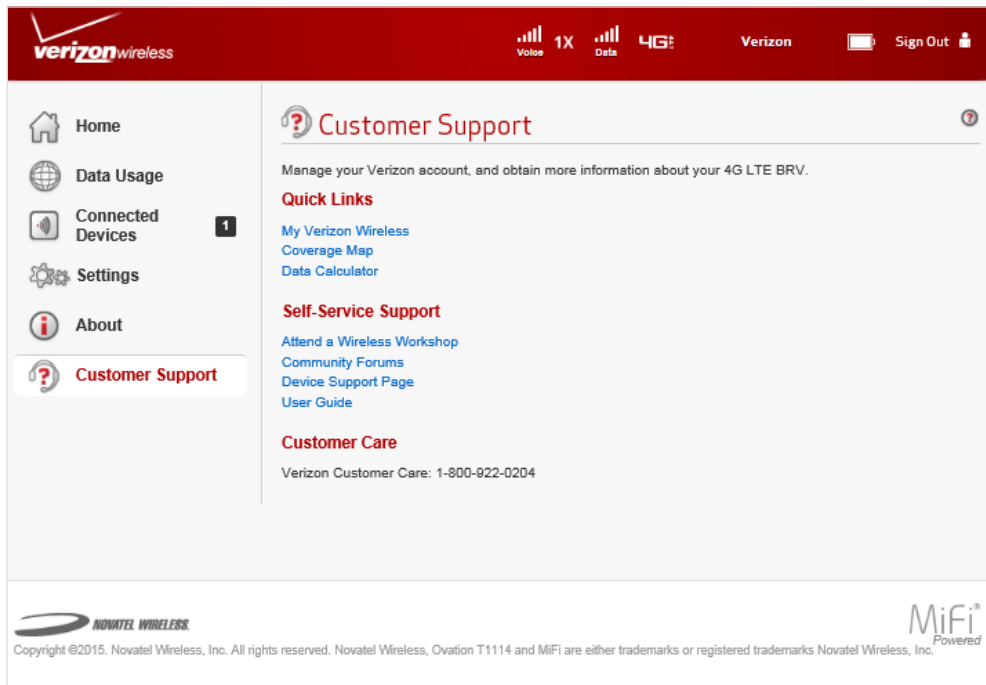 verizonwireless
Voice 1X Data 4G LTE Verizon Sign Out
Home
Data Usage
Connected
Devices
1
Settings
About
Customer Support
Customer Support
Manage your Verizon account, and obtain more information about your 4G LTE BRV.
Quick Links
My Verizon Wireless
Coverage Map
Data Calculator
Self-Service Support
Attend a Wireless Workshop
Community Forums
Device Support Page
User Guide
Customer Care
Verizon Customer Care: 1-800-922-0204
NOVATEL WIRELESS.
MiFi®
Powered
Copyright ©2015. Novatel Wireless, Inc. All rights reserved. Novatel Wireless, Ovation T1114 and MiFi are either trademarks or registered trademarks Novatel Wireless, Inc.